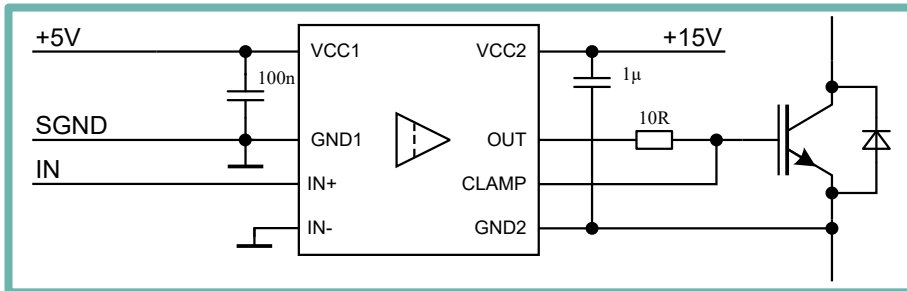 +5V
VCC1
VCC2
+15V
100n
1µ
10R
SGND
GND1
OUT
IN
IN+
CLAMP
IN-
GND2